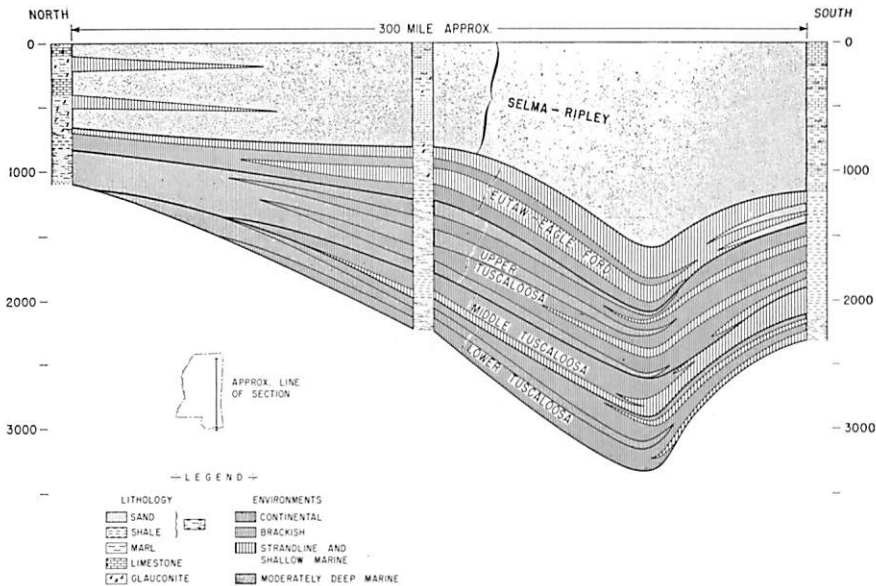 NORTH
SOUTH
300 MILE APPROX.
0
0
SELMA-RIPLEY
1000
1000
EUTAW-EAGLE FORD
UPPER
TUSCALOOSA
2000
2000
MIDDLE TUSCALOOSA
LOWER TUSCALOOSA
APPROX. LINE
OF SECTION
3000
3000
LEGEND
LITHOLOGY
ENVIRONMENTS
SAND
CONTINENTAL
SHALE
BRACKISH
MARL
STRANDLINE AND
SHALLOW MARINE
LIMESTONE
GLAUCONITE
MODERATELY DEEP MARINE